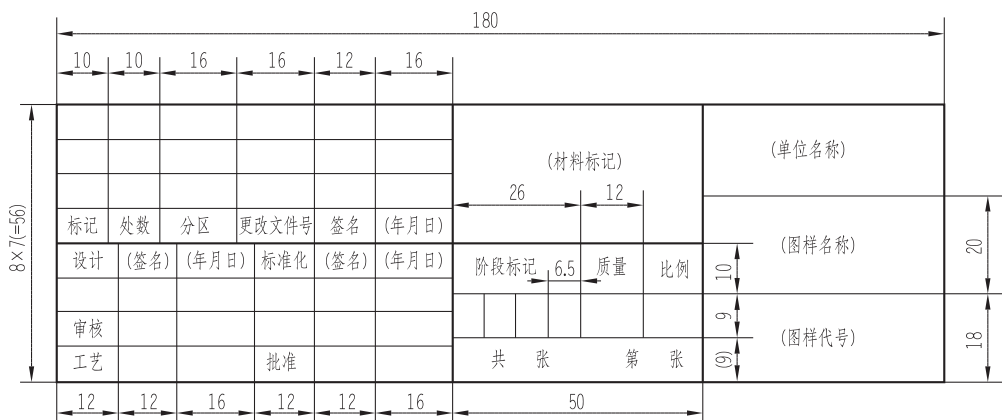 180
10 10 16 16 12 16
(材料标记)
(单位名称)
26 12
标记 处数 分区 更改文件号 签名 (年月日)
8×7(=56)
(图样名称)
20
设计 (签名) (年月日) 标准化 (签名) (年月日)
阶段标记 6.5 质量 比例
10
9
审核
(图样代号)
18
工艺 批准
共 张 第 张
(9)
12 12 16 12 12 16 50